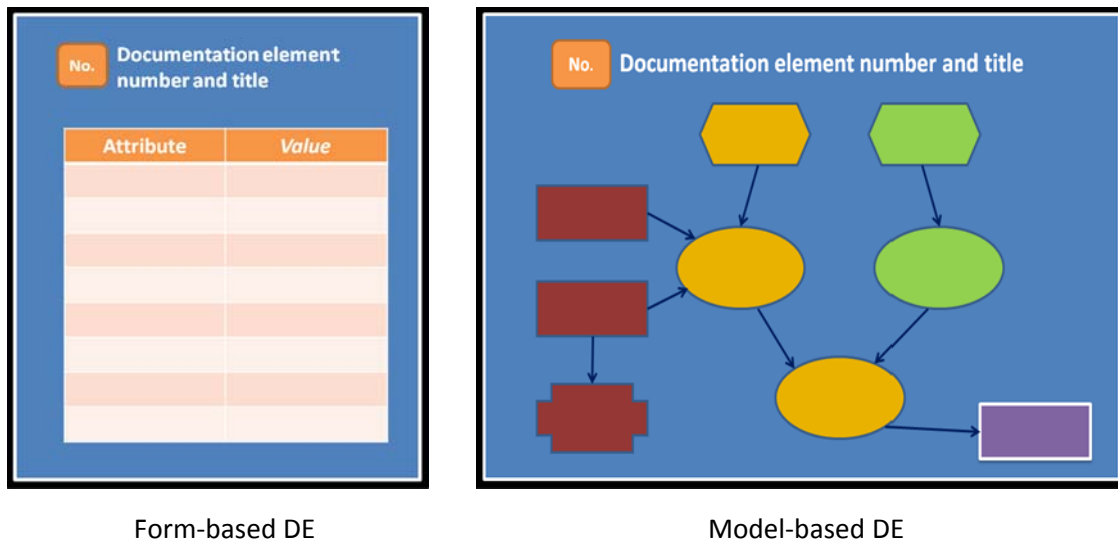 No.
Documentation element
number and title
Attribute
Value
No.
Documentation element number and title
Form-based DE
Model-based DE